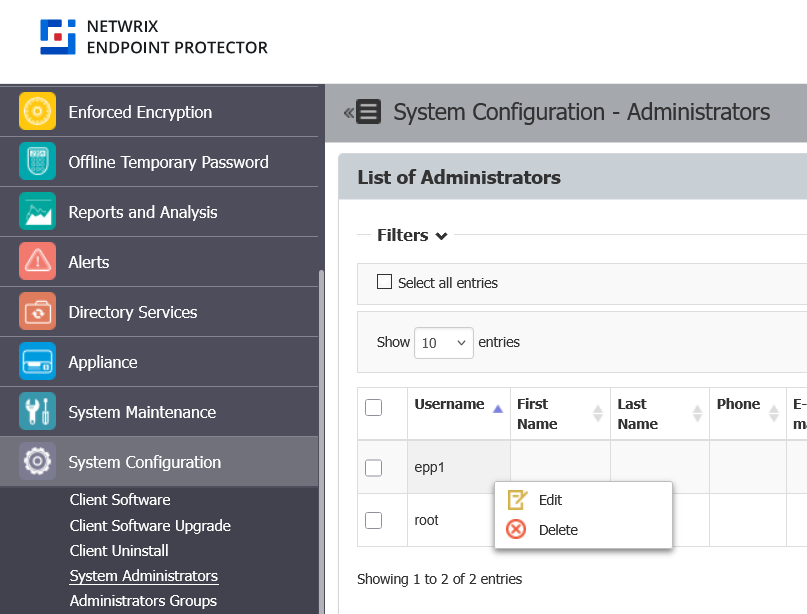 NETWRIX
ENDPOINT PROTECTOR
Enforced Encryption
Offline Temporary Password
Reports and Analysis
Alerts
Directory Services
Appliance
System Maintenance
System Configuration
Client Software
Client Software Upgrade
Client Uninstall
System Administrators
Administrators Groups
System Configuration - Administrators
List of Administrators
Filters
Select all entries
Show 10 entries
Username First Name Last Name Phone E-ma
epp1
root
Edit
Delete
Showing 1 to 2 of 2 entries